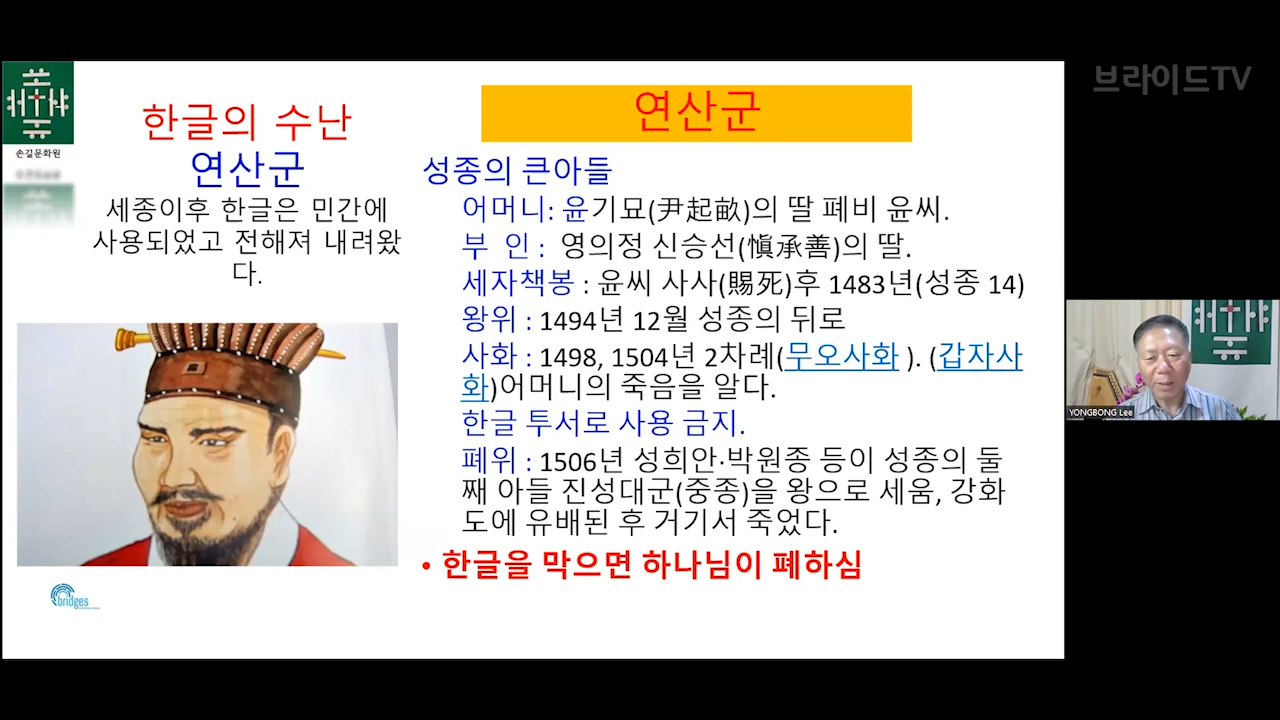 브라이드TV
손길문화원
한글의 수난
연산군
세종이후 한글은 민간에
사용되었고 전해져 내려왔
다.
bridges
연산군
성종의 큰아들
어머니: 윤기묘(尹起畝)의 딸 폐비 윤씨.
부 인 : 영의정 신승선(愼承善)의 딸.
세자책봉 : 윤씨 사사(賜死)후 1483년(성종 14)
왕위 : 1494년 12월 성종의 뒤로
사화 : 1498, 1504년 2차례(무오사화 ). (갑자사
화)어머니의 죽음을 알다.
한글 투서로 사용 금지.
폐위 : 1506년 성희안·박원종 등이 성종의 둘
째 아들 진성대군(중종)을 왕으로 세움, 강화
도에 유배된 후 거기서 죽었다.
• 한글을 막으면 하나님이 폐하심
YONGBONG Lee